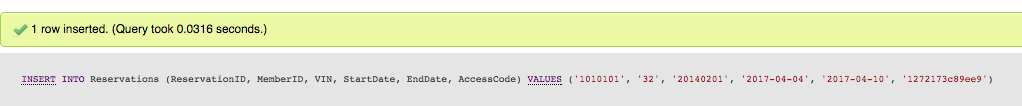 1 row inserted. (Query took 0.0316 seconds.)
INSERT INTO Reservations (ReservationID, MemberID, VIN, StartDate, EndDate, AccessCode) VALUES ('1010101', '32', '20140201', '2017-04-04', '2017-04-10', '1272173c89ee9')